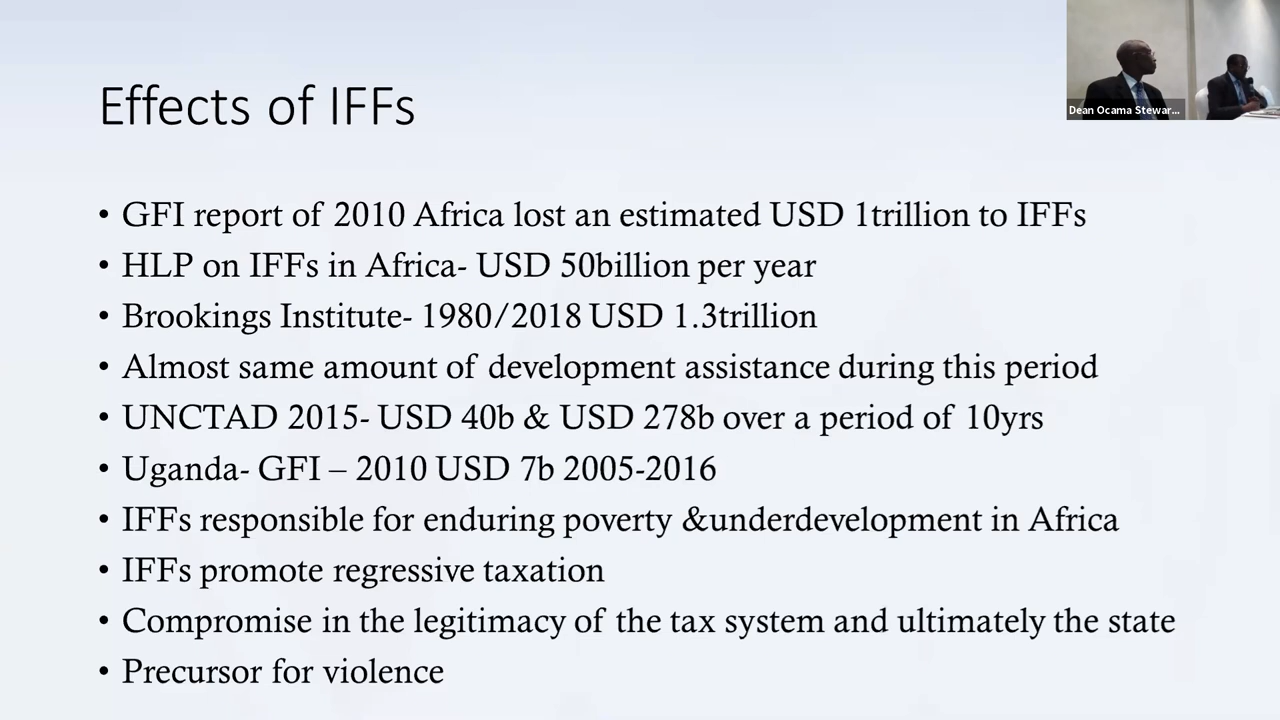 Effects of IFFs
Dean Ocama Stewar...
• GFI report of 2010 Africa lost an estimated USD 1trillion to IFFs
• HLP on IFFs in Africa- USD 50billion per year
• Brookings Institute- 1980/2018 USD 1.3trillion
• Almost same amount of development assistance during this period
• UNCTAD 2015- USD 40b & USD 278b over a period of 10yrs
• Uganda- GFI – 2010 USD 7b 2005-2016
• IFFs responsible for enduring poverty &underdevelopment in Africa
• IFFs promote regressive taxation
• Compromise in the legitimacy of the tax system and ultimately the state
• Precursor for violence